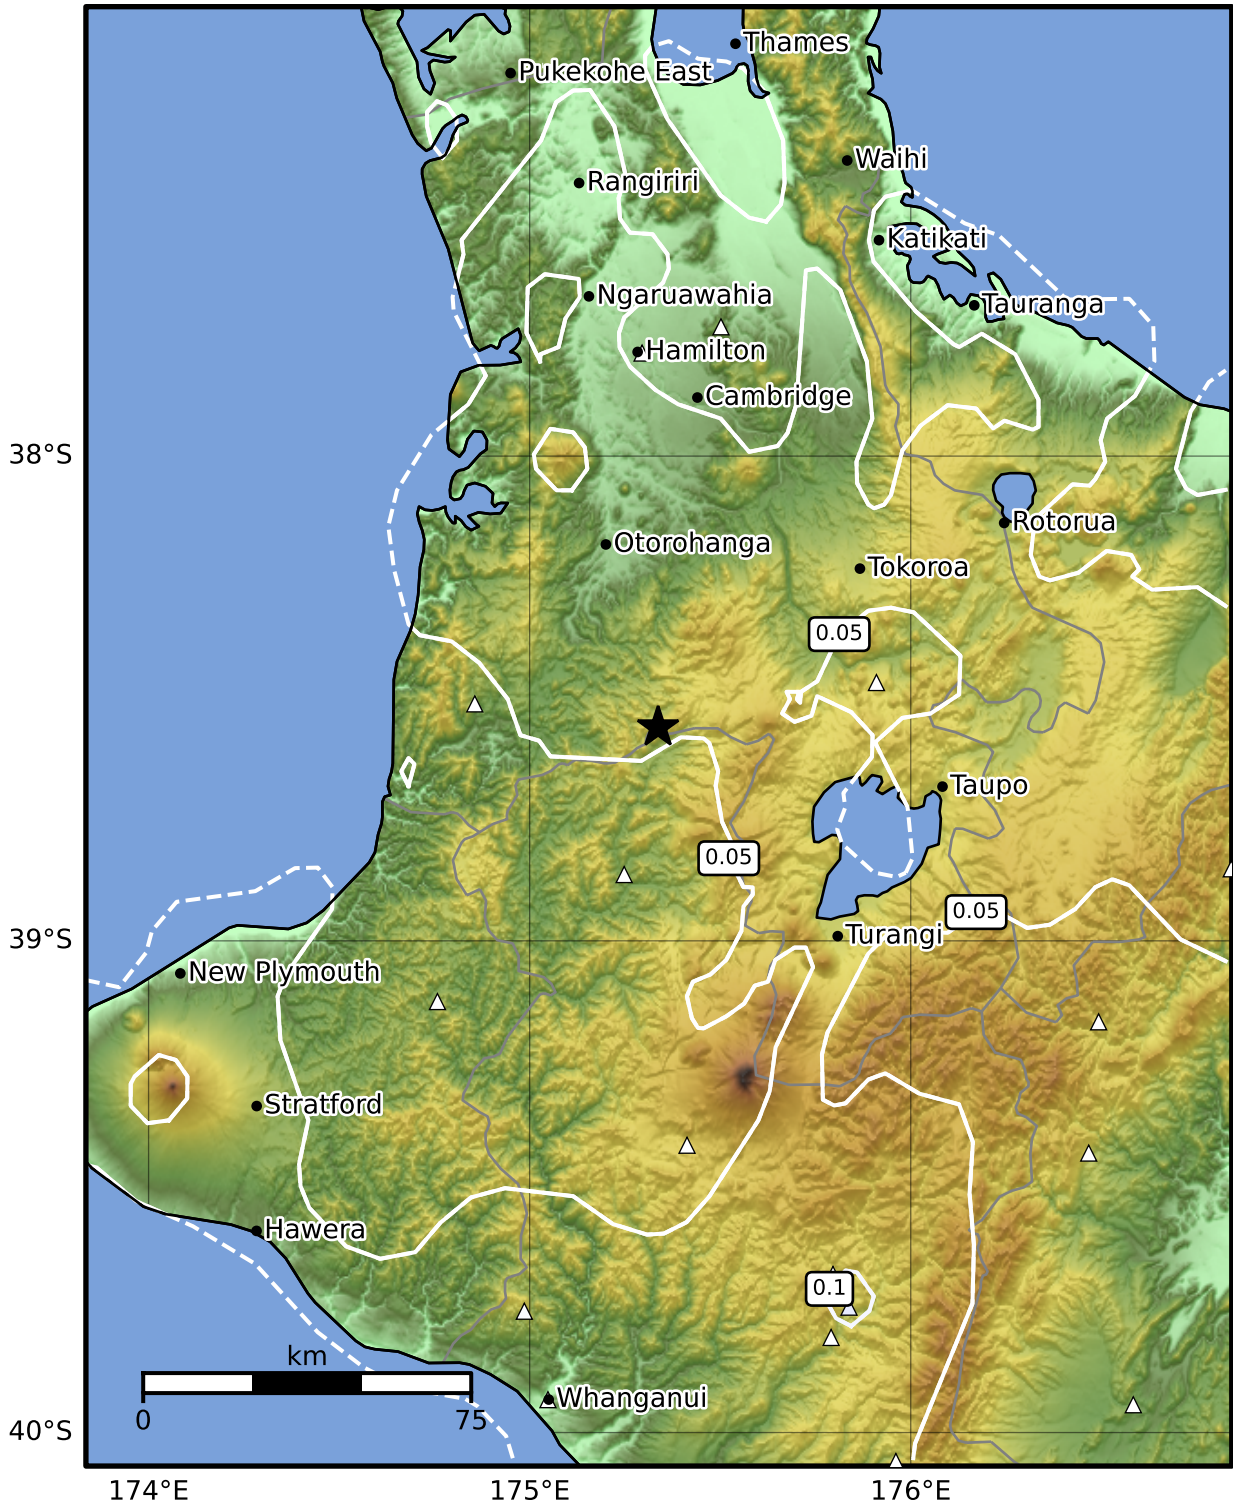 Thames
Pukekohe East
Waihi
Rangiriri
Katikati
Ngaruawahia
Tauranga
Hamilton
Cambridge
38°S
Rotorua
Otorohanga
Tokoroa
0.05
Taupo
0.05
0.05
Turangi
39°S
New Plymouth
Stratford
Hawera
0.1
km
Whanganui
0
75
40°S
174°E
175°E
176°E